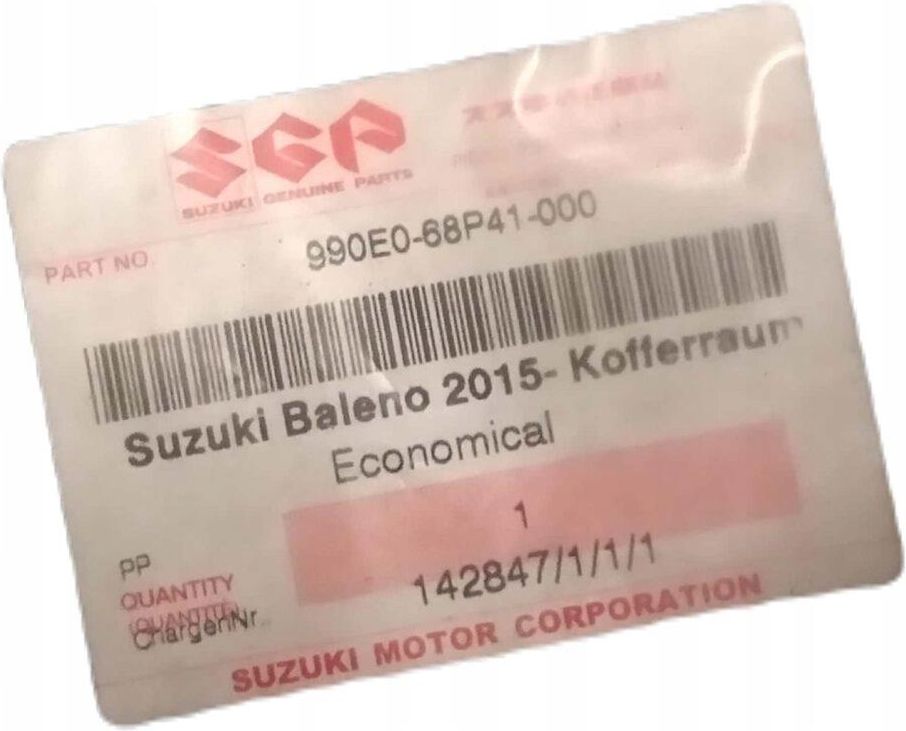 SGP
SUZUKI GENUINE PARTS
PART NO.
990E0-68P41-000
Suzuki Baleno 2015- Kofferraum
Economical
1
PP
QUANTITY
142847/1/1/1
(QUANTITÉ)
ChargenNr.
SUZUKI MOTOR CORPORATION